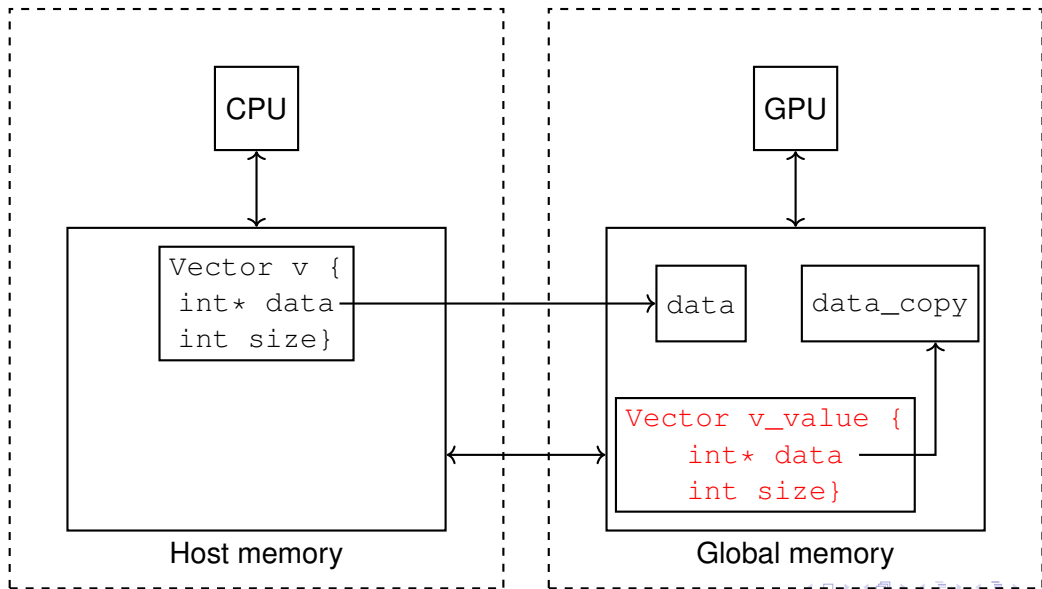 CPU
GPU
Vector v {
int* data
int size}
data
data_copy
Vector v_value {
int* data
int size}
Host memory
Global memory